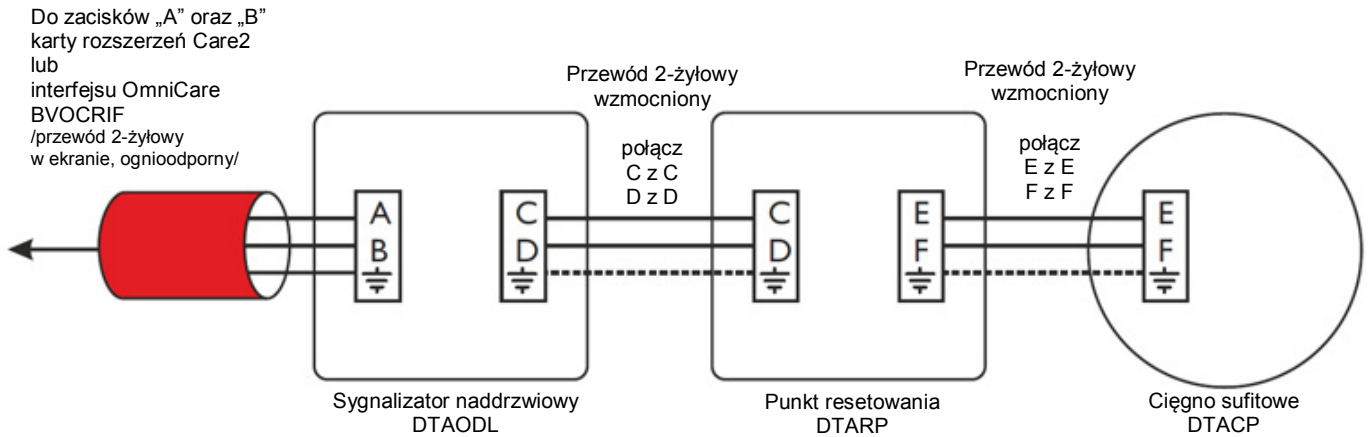 Do zacisków „A” oraz „B”
karty rozszerzeń Care2
lub
interfejsu OmniCare
BVOCRIF
/przewód 2-żyłowy
w ekranie, ognioodporny/
Przewód 2-żyłowy
wzmocniony
połącz
C z C
D z D
Przewód 2-żyłowy
wzmocniony
połącz
E z E
F z F
A
B
C
D
C
D
E
F
E
F
Sygnalizator naddrzwiowy
DTAODL
Punkt resetowania
DTARP
Cięgno sufitowe
DTACP